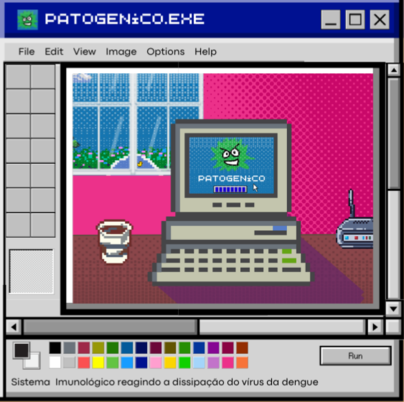 PATOGENiCO.EXE
File Edit View Image Options Help
PATOGENiCO
Run
Sistema Imunológico reagindo a dissipação do vírus da dengue